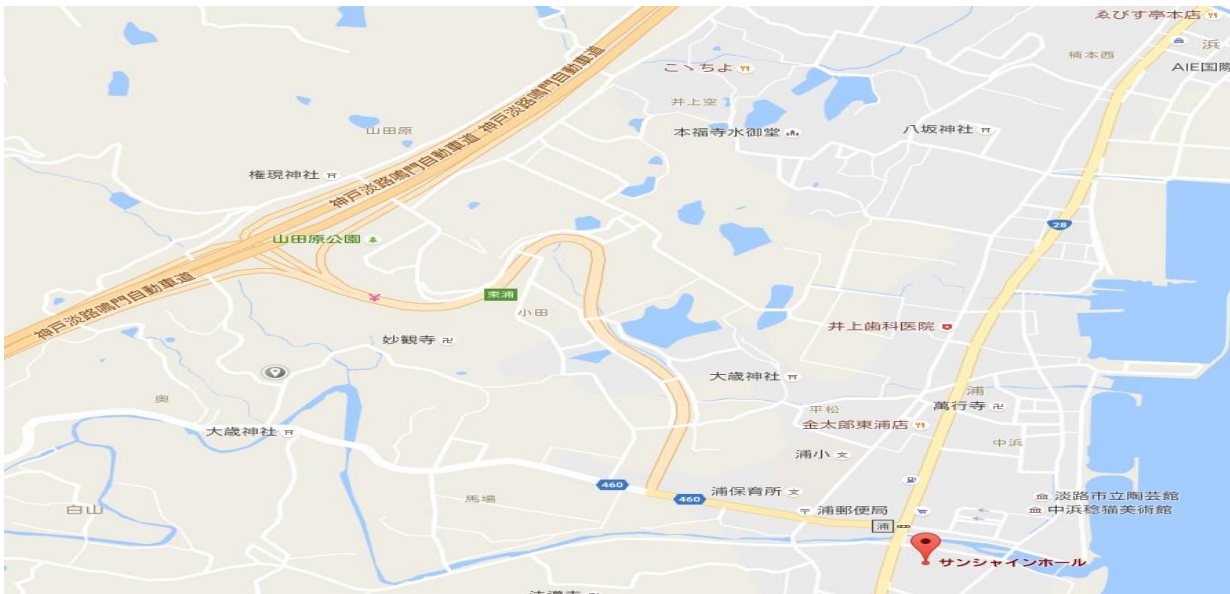 ゑびす亭本店
浜
楠本西
AIE国際
こゝちよ
井上空
山田原
本福寺水御堂
八坂神社
神戸淡路鳴門自動車道 神戸淡路鳴門自動車道
権現神社
28
山田原公園
神戸淡路鳴門自動車道
東浦
小田
井上歯科医院
妙観寺
大歳神社
浦
奥
平松
萬行寺
金太郎東浦店
大歳神社
中浜
浦小
460
460
浦保育所
馬場
淡路市立陶芸館
白山
浦郵便局
中浜稔猫美術館
浦
サンシャインホール